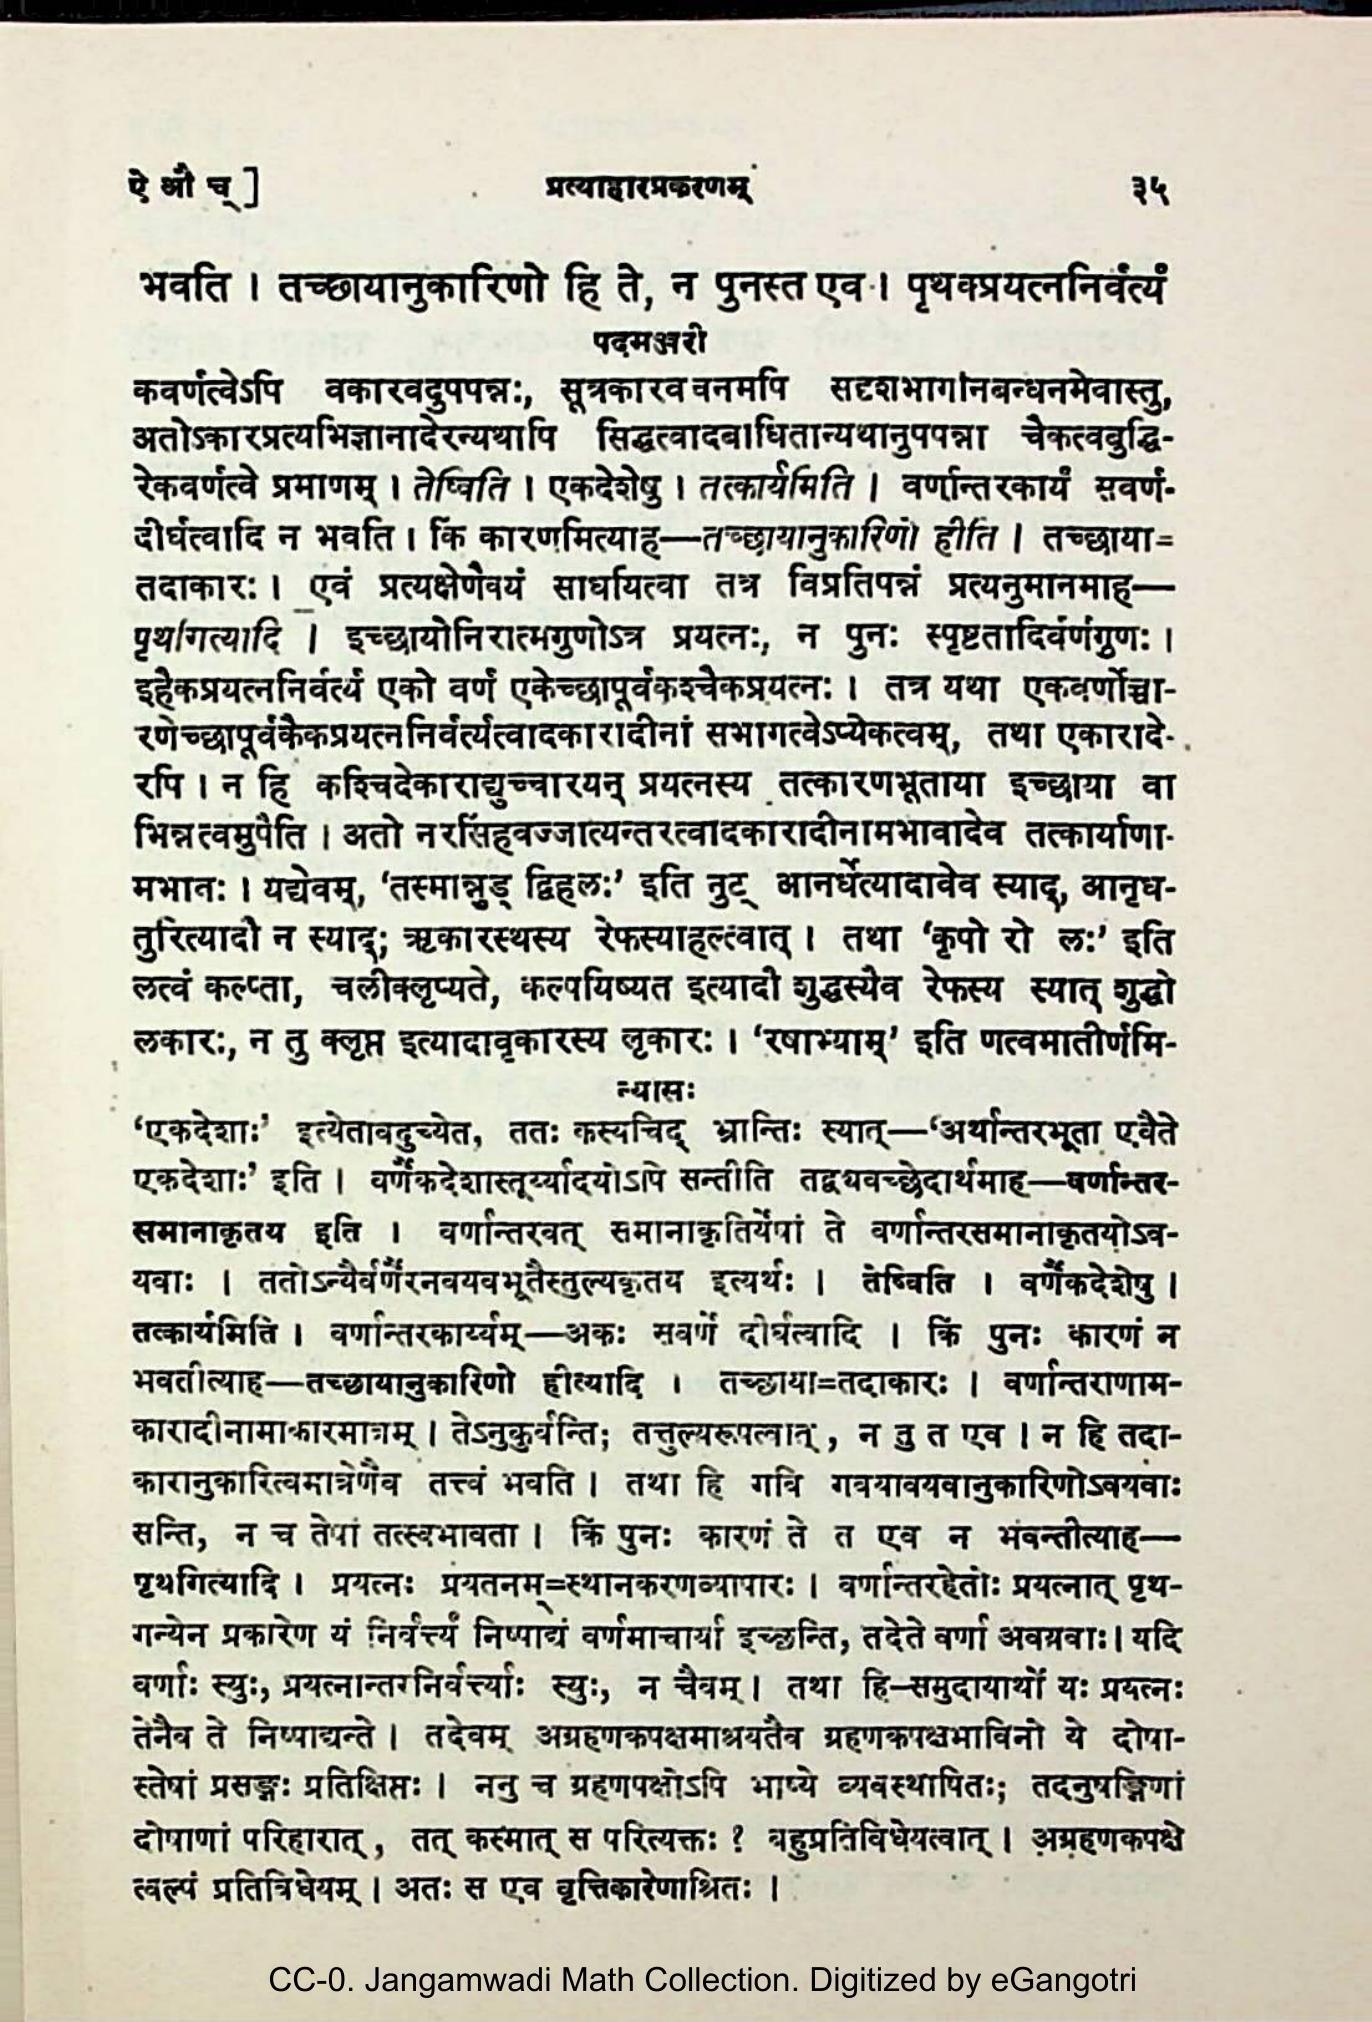 ऐ औ च् ]
प्रत्याहारप्रकरणम्
३५
भवति । तच्छायानुकारिणो हि ते, न पुनस्त एव । पृथक्प्रयत्ननिर्वर्त्यं
पदमञ्जरी
कवर्णत्वेऽपि वकारवदुपपन्नः, सूत्रकारवचनमपि सदृशभागनिबन्धनमेवास्तु,
अतोऽकारप्रत्यभिज्ञानादेरन्यथापि सिद्धत्वादबाधितान्यथानुपपन्ना चैकत्वबुद्धि-
रेकवर्णत्वे प्रमाणम् । तेष्विति । एकदेशेषु । तत्कार्यमिति । वर्णान्तरकार्यं सवर्ण-
दीर्घत्वादि न भवति । किं कारणमित्याह—तच्छायानुकारिणो हीति । तच्छाया=
तदाकारः । एवं प्रत्यक्षेणैवयं साधयित्वा तत्र विप्रतिपन्नं प्रत्यनुमानमाह—
पृथगित्यादि । इच्छायोनिरात्मगुणोऽत्र प्रयत्नः, न पुनः स्पृष्टतादिर्वर्णगुणः ।
इहैकप्रयत्ननिर्वर्त्य एको वर्ण एकेच्छापूर्वकश्चैकप्रयत्नः । तत्र यथा एकवर्णोच्चा-
रणेच्छापूर्वकैकप्रयत्ननिर्वर्त्यत्वादकारादीनां सभागत्वेऽप्येकत्वम्, तथा एकारादे-
रपि । न हि कश्चिदेकाराद्युच्चारयन् प्रयत्नस्य तत्कारणभूताया इच्छाया वा
भिन्नत्वमुपैति । अतो नरसिंहवज्जात्यन्तरत्वादकारादीनामभावादेव तत्कार्याणा-
मभावः । यद्येवम्, ‘तस्मान्नुड् द्विहलः’ इति नुट् आनर्धेत्यादावेव स्याद्, आनृध-
तुरित्यादौ न स्याद्; ऋकारस्थस्य रेफस्याहल्त्वात् । तथा ‘कृपो रो लः’ इति
लत्वं कल्प्ता, चलीक्लृप्यते, कल्पयिष्यत इत्यादौ शुद्धस्यैव रेफस्य स्यात् शुद्धो
लकारः, न तु क्लृप्त इत्यादावृकारस्य लृकारः । ‘रषाभ्याम्’ इति णत्वमातीर्णमि-
न्यासः
‘एकदेशाः’ इत्येतावदुच्येत, ततः कस्यचिद् भ्रान्तिः स्यात्—‘अर्थान्तरभूता एवैते
एकदेशाः’ इति । वर्णैकदेशास्तूर्य्यादयोऽपि सन्तीति तद्व्यवच्छेदार्थमाह—वर्णान्तर-
समानाकृतय इति । वर्णान्तरवत् समानाकृतिर्येषां ते वर्णान्तरसमानाकृतयोऽव-
यवाः । ततोऽन्यैर्वर्णैरनवयवभूतैस्तुल्यकृतय इत्यर्थः । तेष्विति । वर्णैकदेशेषु ।
तत्कार्यमिति । वर्णान्तरकार्य्यम्—अकः सवर्णे दीर्घत्वादि । किं पुनः कारणं न
भवतीत्याह—तच्छायानुकारिणो हीत्यादि । तच्छाया=तदाकारः । वर्णान्तराणाम-
कारादीनामाकारमात्रम् । तेऽनुकुर्वन्ति; तत्तुल्यरूपत्वात्, न तु त एव । न हि तदा-
कारानुकारित्वमात्रेणैव तत्त्वं भवति । तथा हि गवि गवयावयवानुकारिणोऽवयवाः
सन्ति, न च तेषां तत्स्वभावता । किं पुनः कारणं ते त एव न भवन्तीत्याह—
पृथगित्यादि । प्रयत्नः प्रयतनम्=स्थानकरणव्यापारः । वर्णान्तरहेतोः प्रयत्नात् पृथ-
गन्येन प्रकारेण यं निर्वर्त्त्यं निष्पाद्यं वर्णमाचार्या इच्छन्ति, तदेते वर्णा अवयवाः। यदि
वर्णाः स्युः, प्रयत्नान्तरनिर्वर्त्त्याः स्युः, न चैवम् । तथा हि–समुदायार्थो यः प्रयत्नः
तेनैव ते निष्पाद्यन्ते । तदेवम् अग्रहणकपक्षमाश्रयतैव ग्रहणकपक्षभाविनो ये दोषा-
स्तेषां प्रसङ्गः प्रतिक्षिप्तः । ननु च ग्रहणपक्षोऽपि भाष्ये व्यवस्थापितः; तदनुषङ्गिणां
दोषाणां परिहारात्, तत् कस्मात् स परित्यक्तः ? बहुप्रतिविधेयत्वात् । अग्रहणकपक्षे
त्वल्पं प्रतिविधेयम् । अतः स एव वृत्तिकारेणाश्रितः ।
CC-0. Jangamwadi Math Collection. Digitized by eGangotri